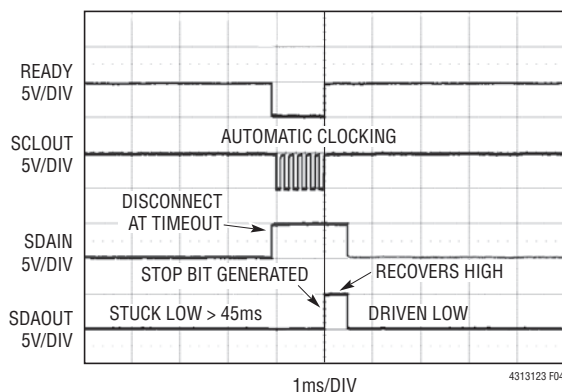 READY
5V/DIV
AUTOMATIC CLOCKING
SCLOUT
5V/DIV
DISCONNECT
AT TIMEOUT
SDAIN
5V/DIV
STOP BIT GENERATED
RECOVERS HIGH
SDAOUT
5V/DIV
STUCK LOW > 45ms
DRIVEN LOW
1ms/DIV
4313123 F04